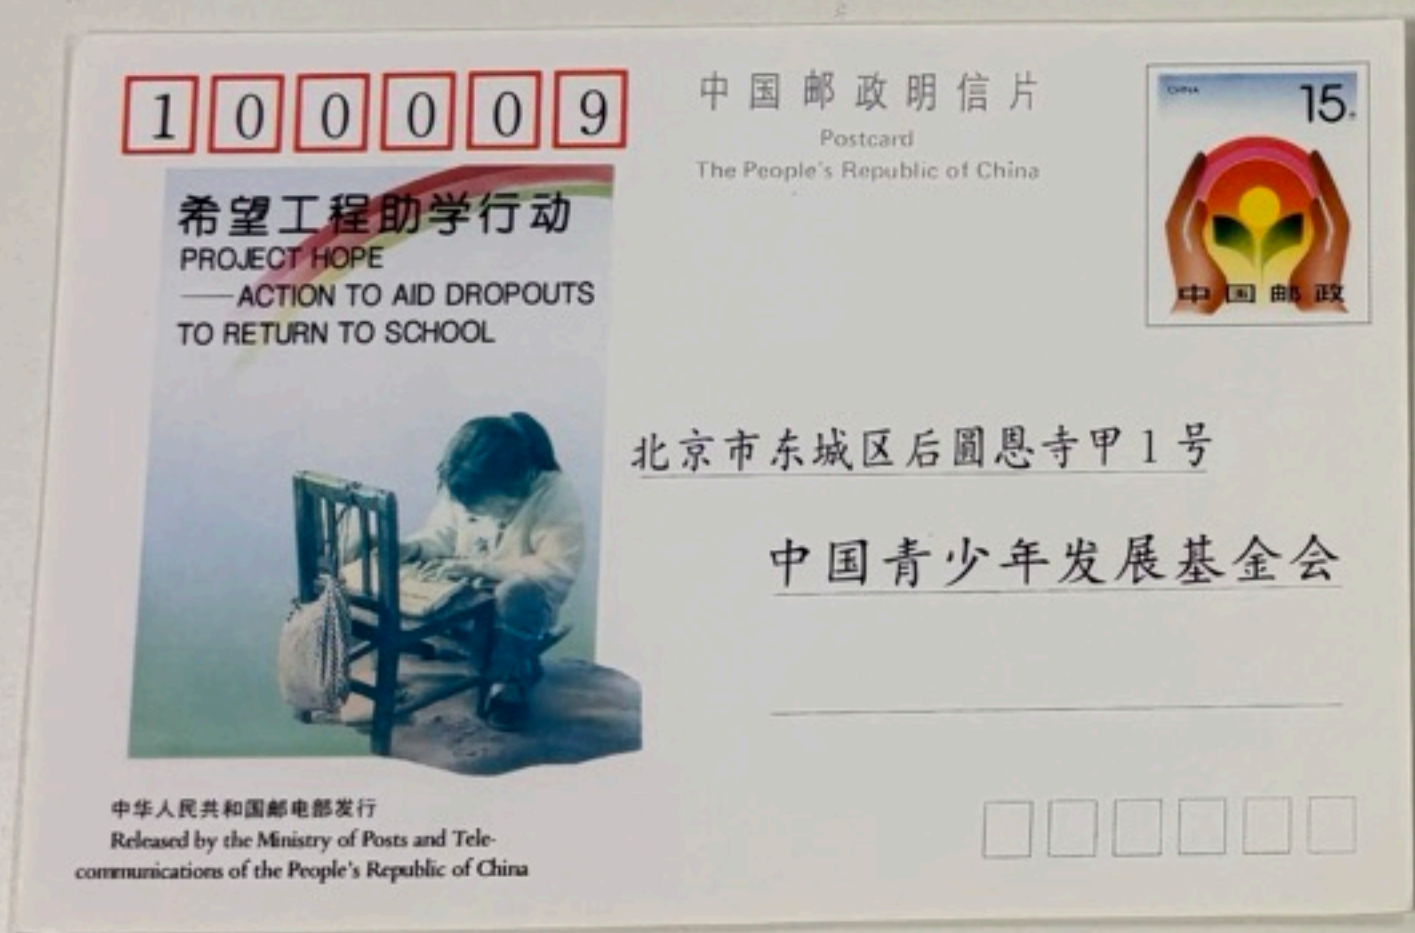 100009
中国邮政明信片
Postcard
The People's Republic of China
CHINA
15分
中国邮政
希望工程助学行动
PROJECT HOPE
——ACTION TO AID DROPOUTS
TO RETURN TO SCHOOL
北京市东城区后圆恩寺甲1号
中国青少年发展基金会
中华人民共和国邮电部发行
Released by the Ministry of Posts and Tele-
communications of the People's Republic of China